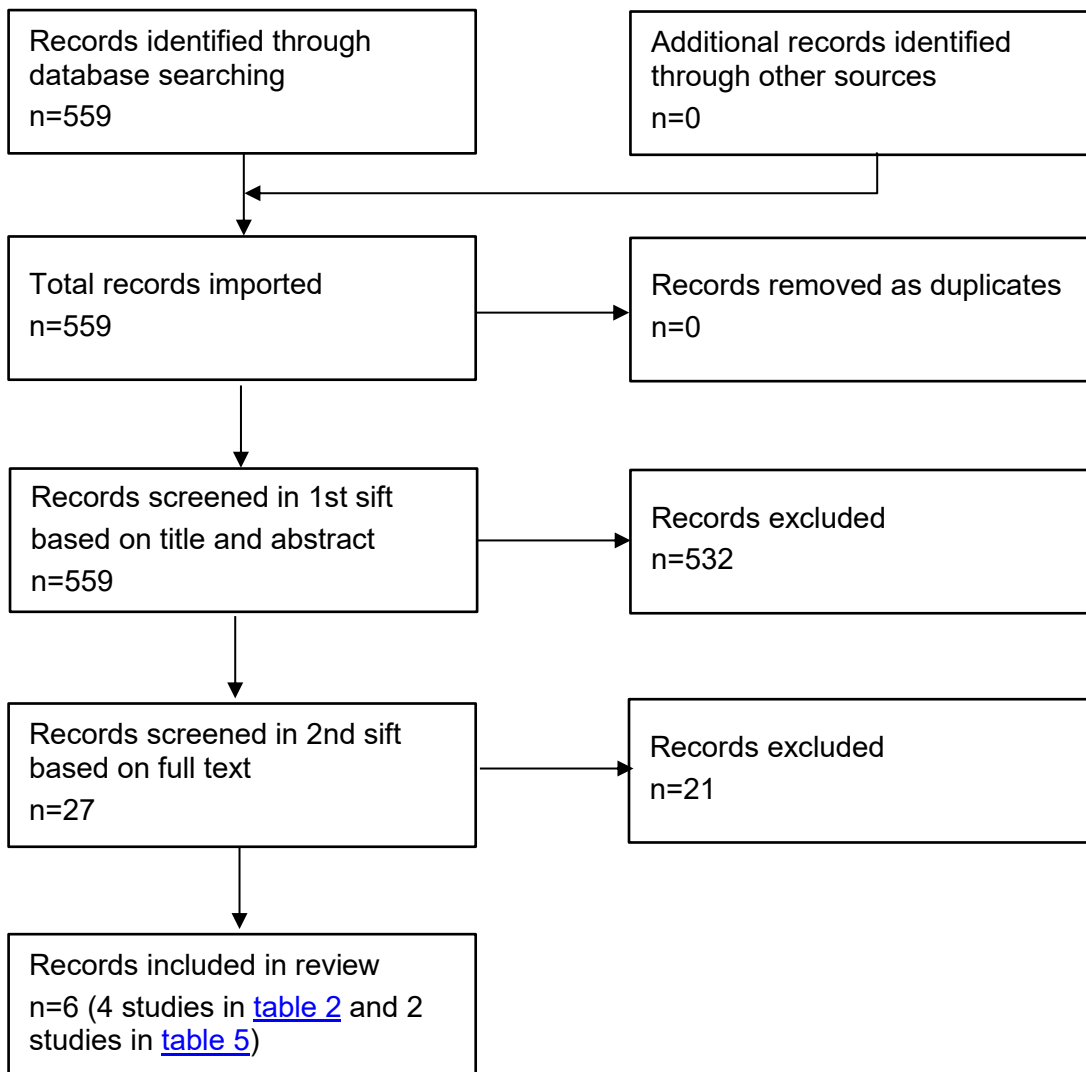 Records identified through
database searching
n=559
Additional records identified
through other sources
n=0
Total records imported
n=559
Records removed as duplicates
n=0
Records screened in 1st sift
based on title and abstract
n=559
Records excluded
n=532
Records screened in 2nd sift
based on full text
n=27
Records excluded
n=21
Records included in review
n=6 (4 studies in table 2 and 2
studies in table 5)